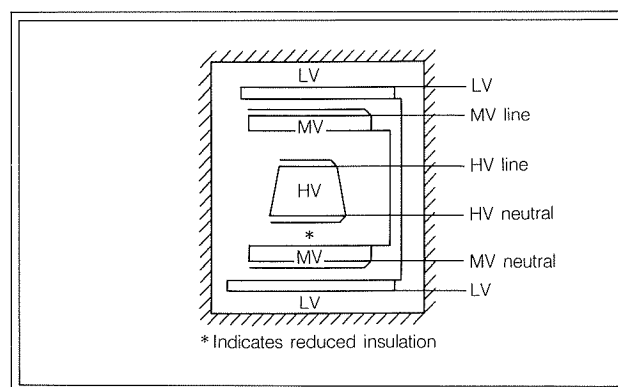 LV
LV
MV line
MV
HV line
HV
HV neutral
*
MV
MV neutral
LV
LV
* Indicates reduced insulation